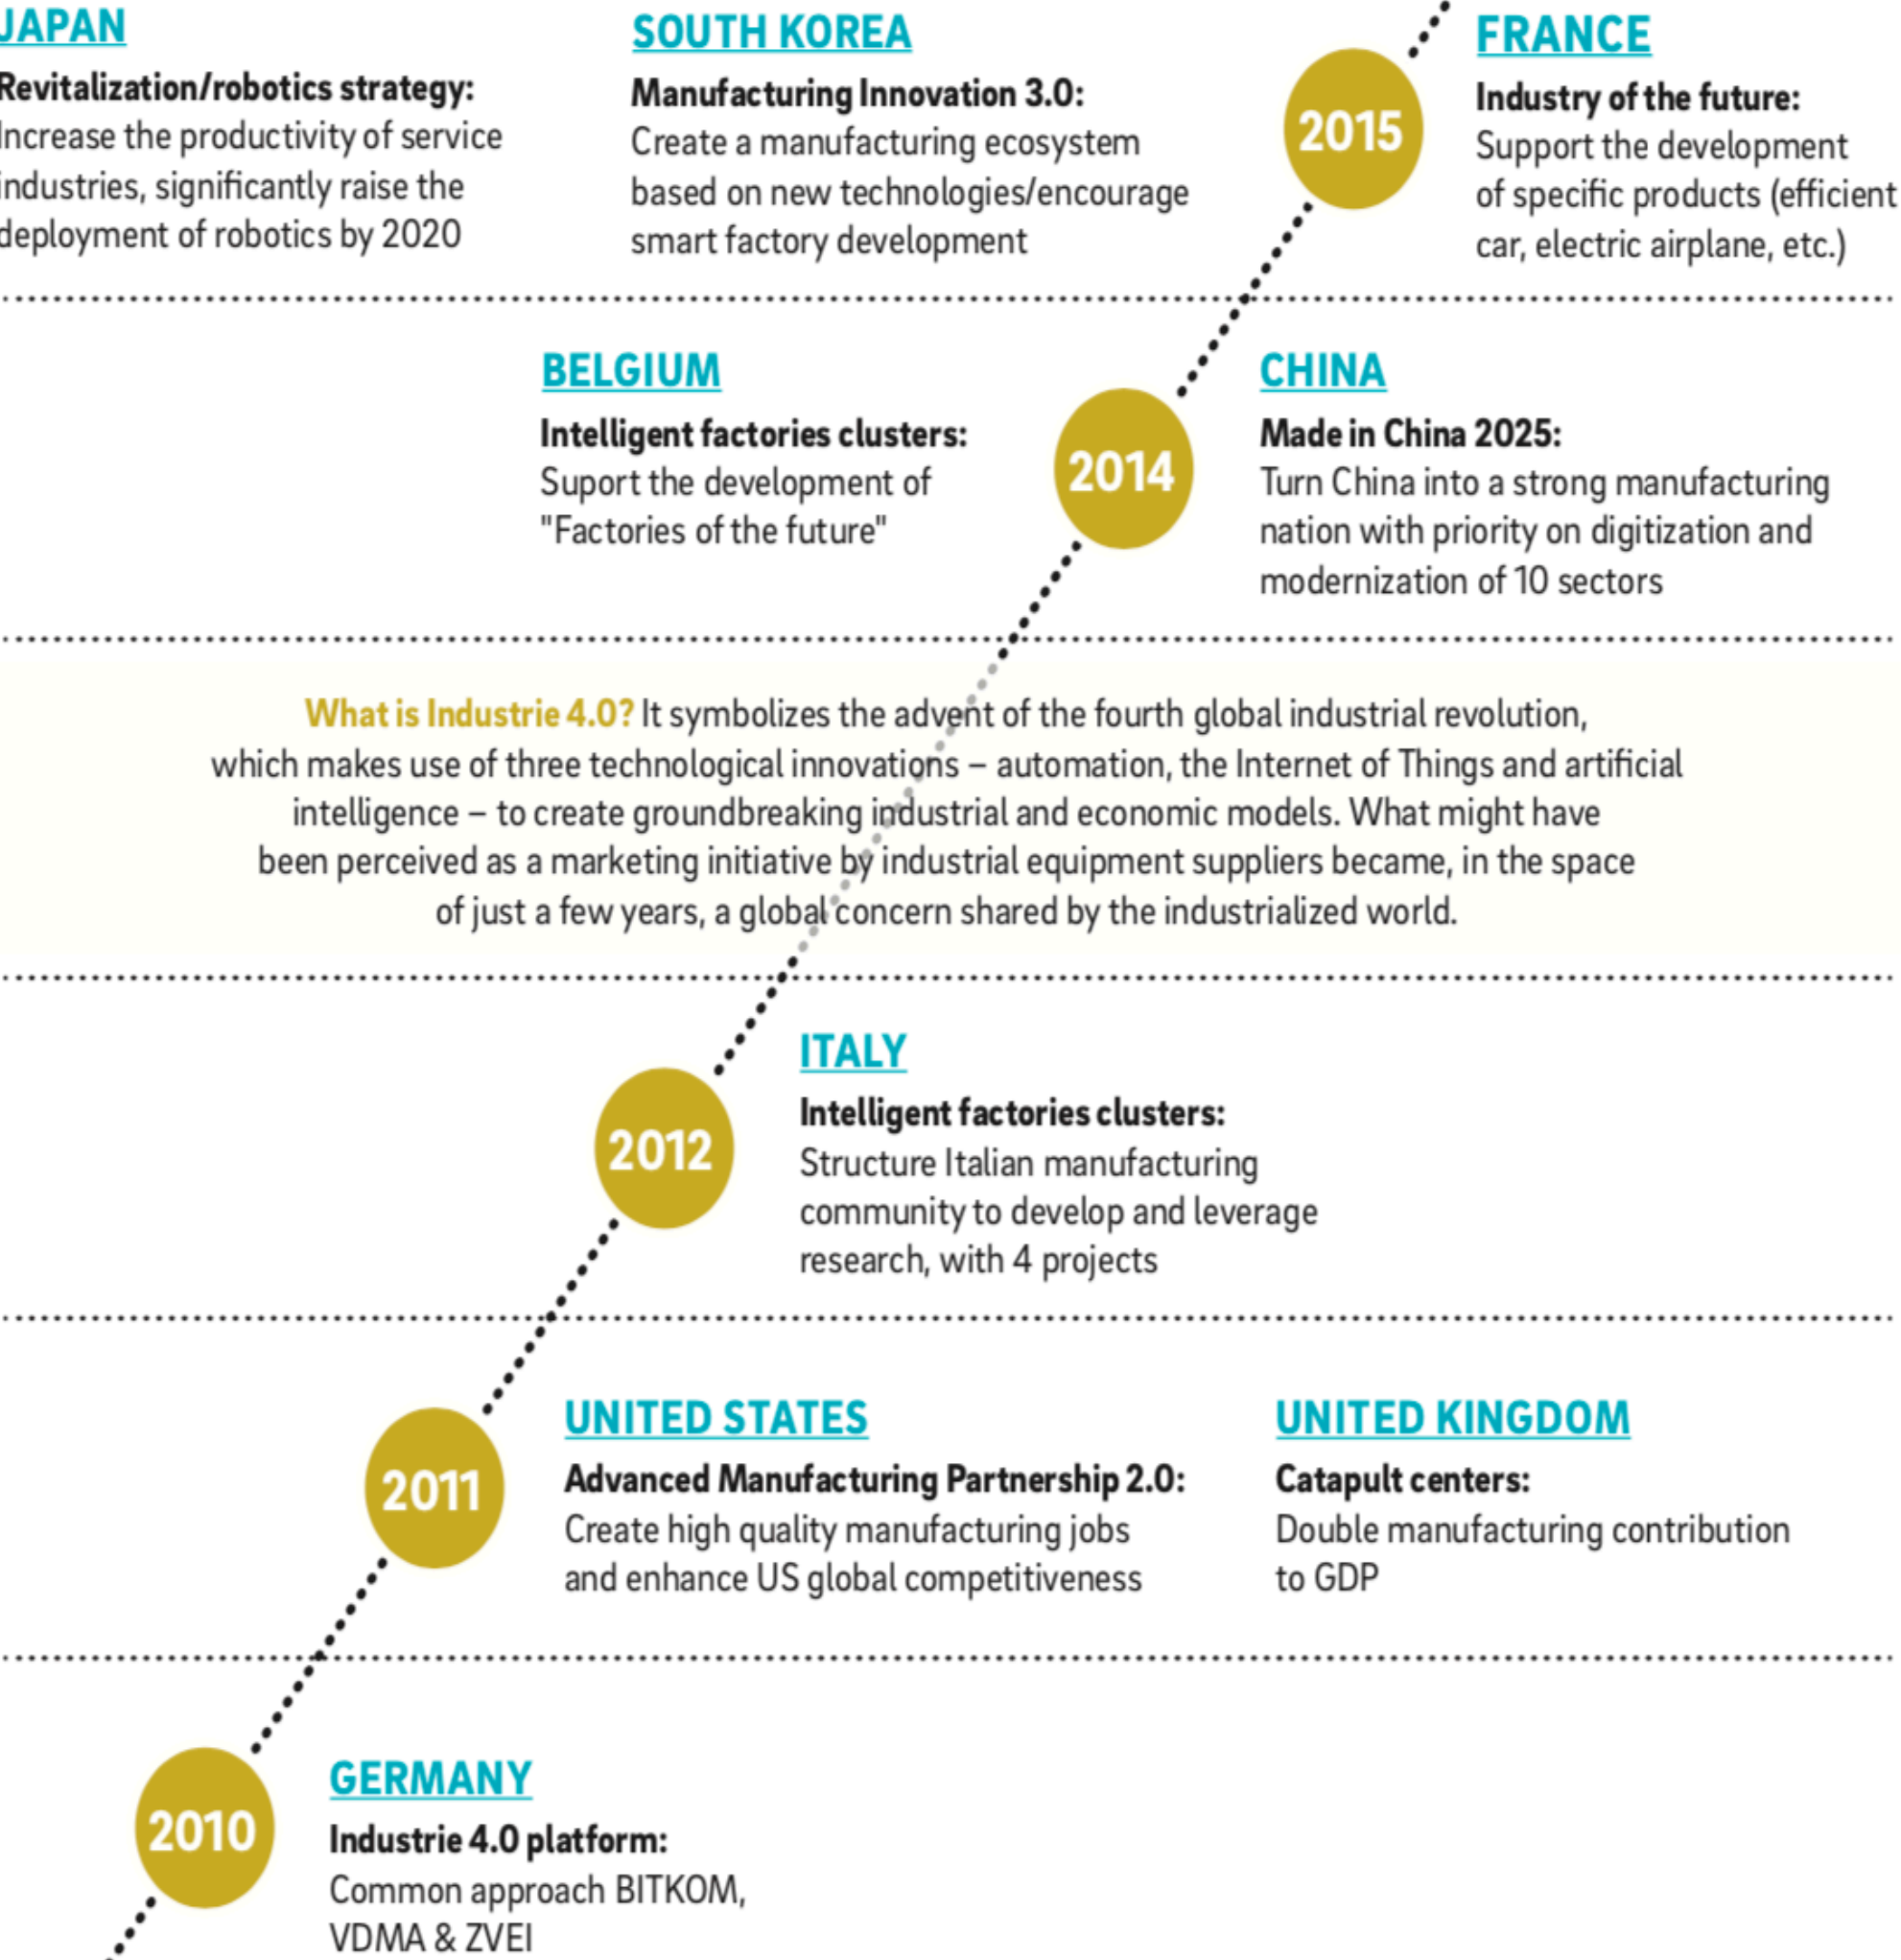 JAPAN
Revitalization/robotics strategy:
Increase the productivity of service
industries, significantly raise the
deployment of robotics by 2020
SOUTH KOREA
Manufacturing Innovation 3.0:
Create a manufacturing ecosystem
based on new technologies/encourage
smart factory development
2015
FRANCE
Industry of the future:
Support the development
of specific products (efficient
car, electric airplane, etc.)
BELGIUM
Intelligent factories clusters:
Suport the development of
"Factories of the future"
2014
CHINA
Made in China 2025:
Turn China into a strong manufacturing
nation with priority on digitization and
modernization of 10 sectors
What is Industrie 4.0? It symbolizes the advent of the fourth global industrial revolution,
which makes use of three technological innovations – automation, the Internet of Things and artificial
intelligence – to create groundbreaking industrial and economic models. What might have
been perceived as a marketing initiative by industrial equipment suppliers became, in the space
of just a few years, a global concern shared by the industrialized world.
2012
ITALY
Intelligent factories clusters:
Structure Italian manufacturing
community to develop and leverage
research, with 4 projects
2011
UNITED STATES
Advanced Manufacturing Partnership 2.0:
Create high quality manufacturing jobs
and enhance US global competitiveness
UNITED KINGDOM
Catapult centers:
Double manufacturing contribution
to GDP
2010
GERMANY
Industrie 4.0 platform:
Common approach BITKOM,
VDMA & ZVEI